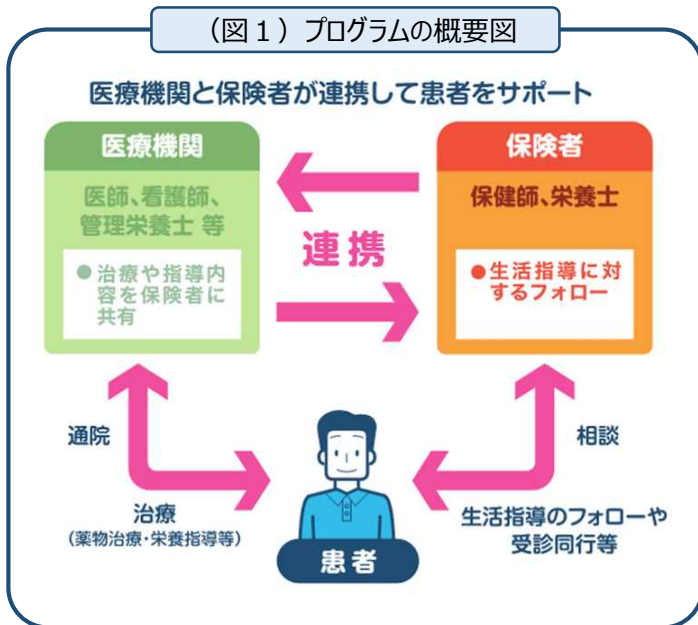 （図１）プログラムの概要図
医療機関と保険者が連携して患者をサポート
医療機関
医師、看護師、
管理栄養士 等
●治療や指導内
容を保険者に
共有
連携
保険者
保健師、栄養士
●生活指導に対
するフォロー
通院
治療
(薬物治療・栄養指導等)
相談
生活指導のフォローや
受診同行等
患者